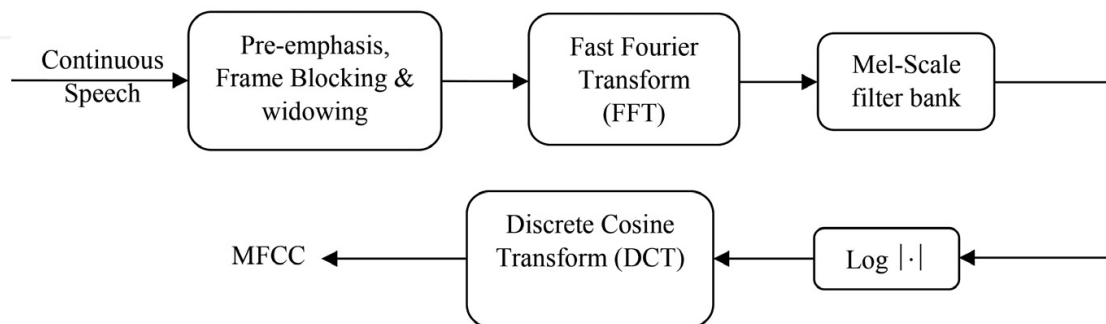 Continuous
Speech
Pre-emphasis,
Frame Blocking &
widowing
Fast Fourier
Transform
(FFT)
Mel-Scale
filter bank
MFCC
Discrete Cosine
Transform (DCT)
Log |·|